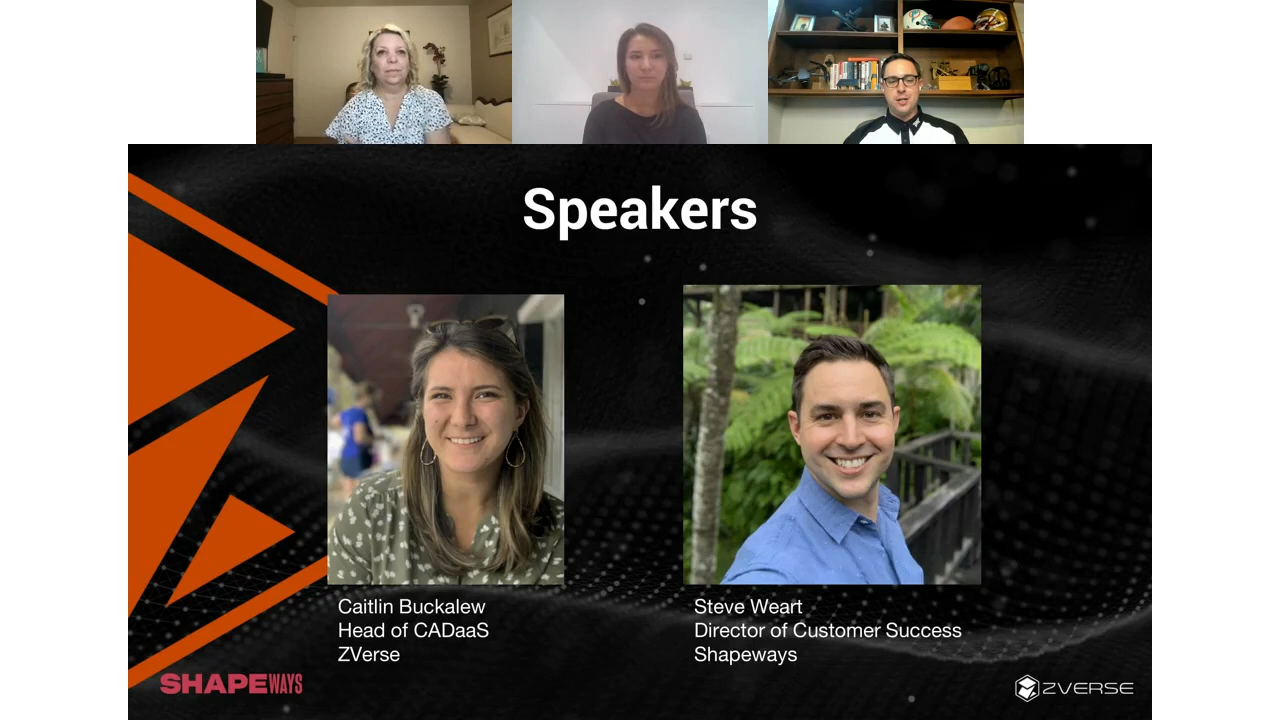 Speakers
Caitlin Buckalew
Head of CADaaS
ZVerse
Steve Weart
Director of Customer Success
Shapeways
SHAPEWAYS
ZVERSE